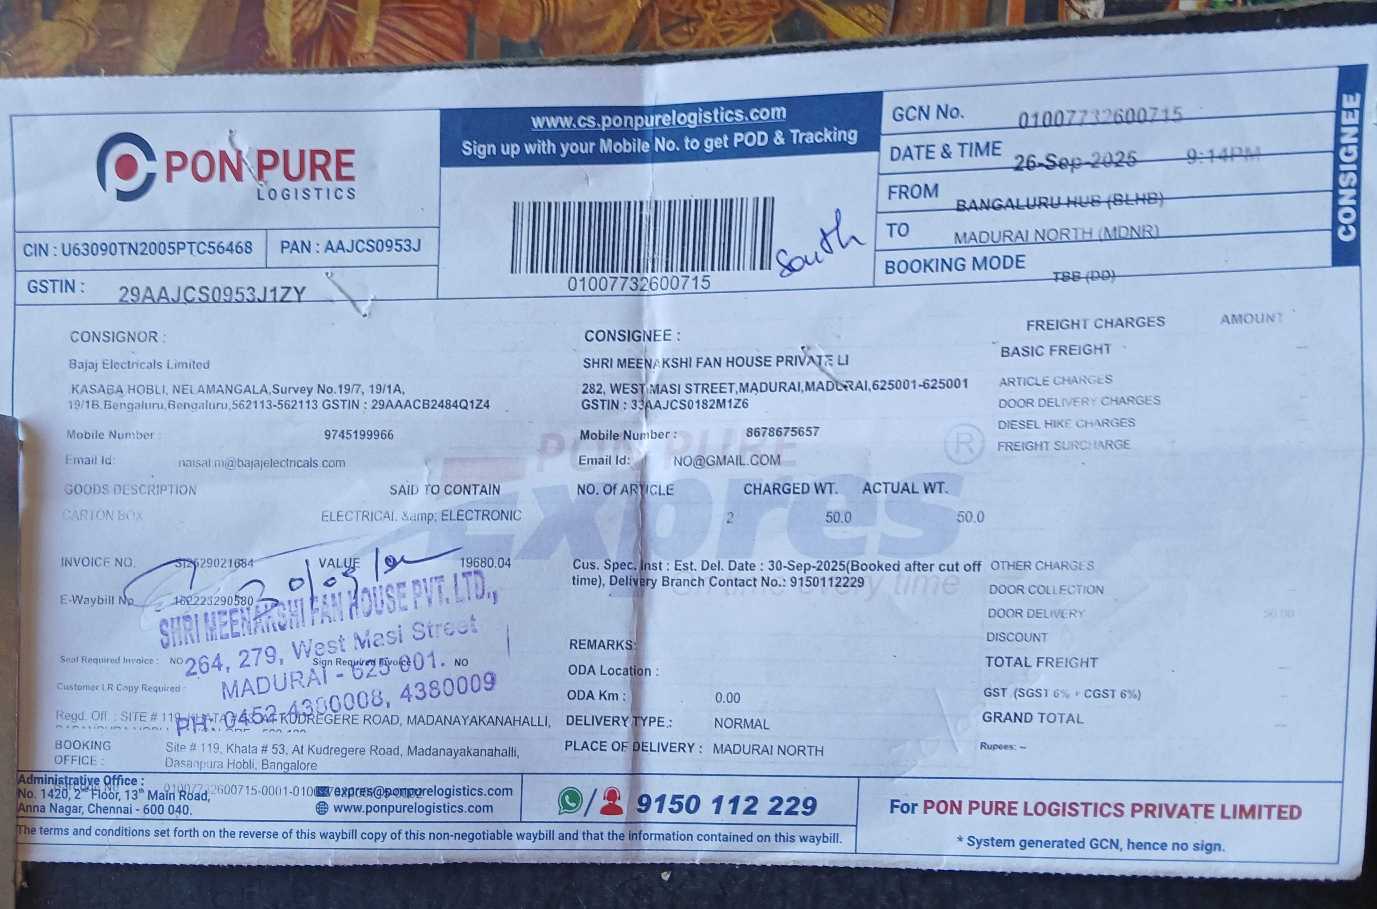 PON PURE
LOGISTICS
www.cs.ponpurelogistics.com
Sign up with your Mobile No. to get POD & Tracking
01007732600715
South
GCN No. 01007732600715
DATE & TIME 26-Sep-2025 9:14PM
FROM BANGALURU HUB (BLHB)
TO MADURAI NORTH (MDNR)
BOOKING MODE TBB (DD)
CONSIGNEE
CIN : U63090TN2005PTC56468 PAN : AAJCS0953J
GSTIN : 29AAJCS0953J1ZY
CONSIGNOR :
Bajaj Electricals Limited
KASABA HOBLI, NELAMANGALA,Survey No.19/7, 19/1A,
19/1B,Bengaluru,Bengaluru,562113-562113 GSTIN : 29AAACB2484Q1Z4
Mobile Number : 9745199966
Email Id: naisal.m@bajajelectricals.com
CONSIGNEE :
SHRI MEENAKSHI FAN HOUSE PRIVATE LI
282, WEST MASI STREET,MADURAI,MADURAI,625001-625001
GSTIN : 33AAJCS0182M1Z6
Mobile Number : 8678675657
Email Id: NO@GMAIL.COM
PON PURE
Expres ®
on time every time
FREIGHT CHARGES AMOUNT
BASIC FREIGHT
ARTICLE CHARGES
DOOR DELIVERY CHARGES
DIESEL HIKE CHARGES
FREIGHT SURCHARGE
GOODS DESCRIPTION SAID TO CONTAIN NO. Of ARTICLE CHARGED WT. ACTUAL WT.
CARTON BOX ELECTRICAL &amp; ELECTRONIC 2 50.0 50.0
INVOICE NO. VALUE 19680.04
E-Waybill No 162223290580
30/09/
SHRI MEENAKSHI FAN HOUSE PVT. LTD.,
264, 279, West Masi Street
MADURAI - 625 001.
PH: 0452-4380008, 4380009
Seal Required Invoice : NO Sign Required Invoice : NO
Customer LR Copy Required :
Cus. Spec. Inst : Est. Del. Date : 30-Sep-2025(Booked after cut off
time), Delivery Branch Contact No.: 9150112229
REMARKS:
ODA Location :
ODA Km : 0.00
DELIVERY TYPE.: NORMAL
PLACE OF DELIVERY : MADURAI NORTH
OTHER CHARGES
DOOR COLLECTION
DOOR DELIVERY
DISCOUNT
TOTAL FREIGHT
GST (SGST 6% + CGST 6%)
GRAND TOTAL
Rupees: ~
Regd. Off. : SITE # 119, KUDREGERE ROAD, MADANAYAKANAHALLI,
BOOKING OFFICE : Site # 119, Khata # 53, At Kudregere Road, Madanayakanahalli,
Dasanpura Hobli, Bangalore
Administrative Office :
No. 1420, 2nd Floor, 13th Main Road,
Anna Nagar, Chennai - 600 040.
expres@ponpurelogistics.com
www.ponpurelogistics.com
9150 112 229
For PON PURE LOGISTICS PRIVATE LIMITED
* System generated GCN, hence no sign.
The terms and conditions set forth on the reverse of this waybill copy of this non-negotiable waybill and that the information contained on this waybill.